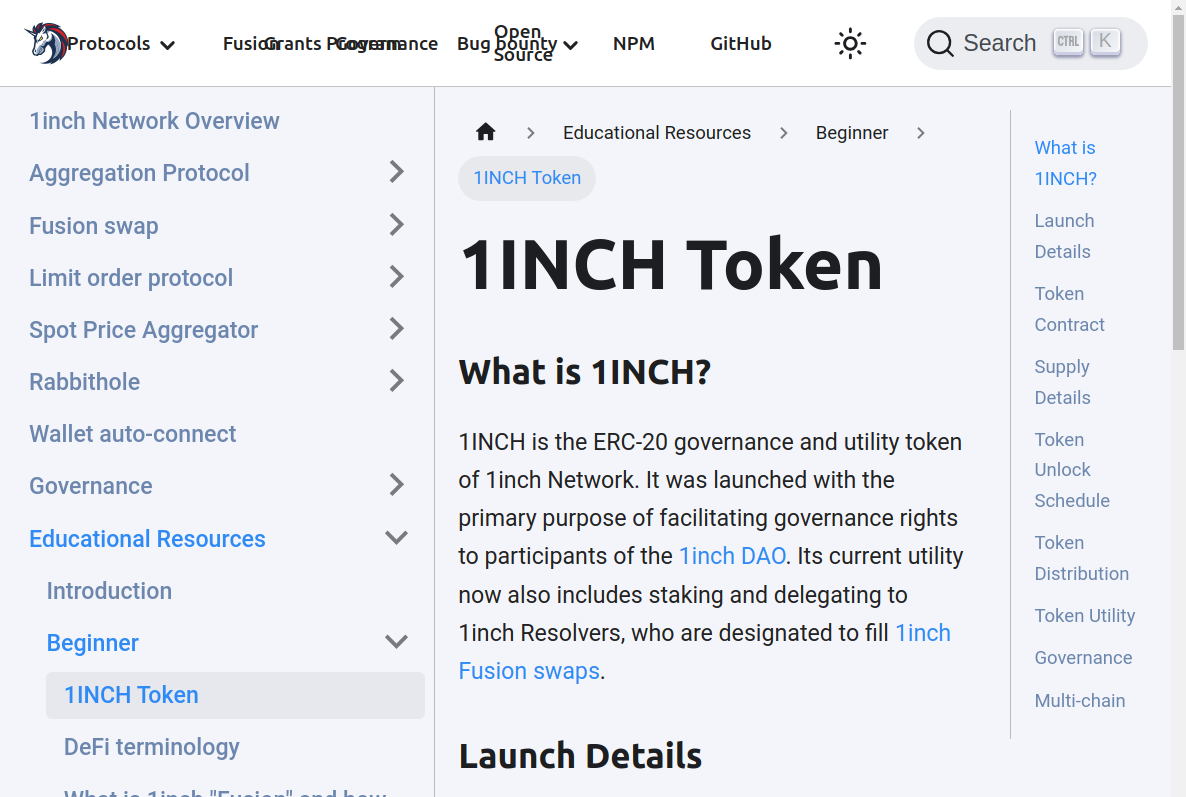 Protocols
Fusion
Grants Program
Governance
Bug bounty
Open
Source
NPM
GitHub
Search
CTRL
K
1inch Network Overview
Aggregation Protocol
Fusion swap
Limit order protocol
Spot Price Aggregator
Rabbithole
Wallet auto-connect
Governance
Educational Resources
Introduction
Beginner
1INCH Token
DeFi terminology
What is 1inch "Fusion" and how
Educational Resources
Beginner
1INCH Token
1INCH Token
What is 1INCH?
1INCH is the ERC-20 governance and utility token
of 1inch Network. It was launched with the
primary purpose of facilitating governance rights
to participants of the 1inch DAO. Its current utility
now also includes staking and delegating to
1inch Resolvers, who are designated to fill 1inch
Fusion swaps.
Launch Details
What is
1INCH?
Launch
Details
Token
Contract
Supply
Details
Token
Unlock
Schedule
Token
Distribution
Token Utility
Governance
Multi-chain